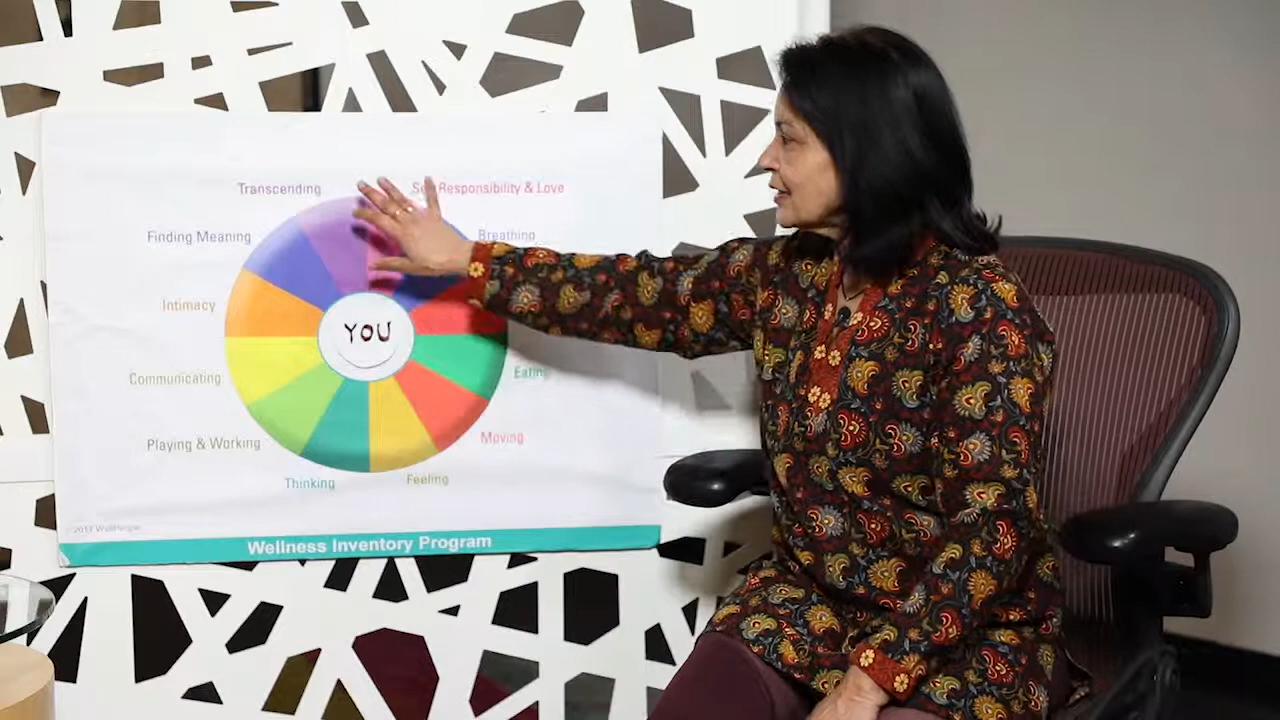 Transcending
Self Responsibility & Love
Finding Meaning
Breathing
Intimacy
YOU
Communicating
Eating
Playing & Working
Moving
Thinking
Feeling
Wellness Inventory Program